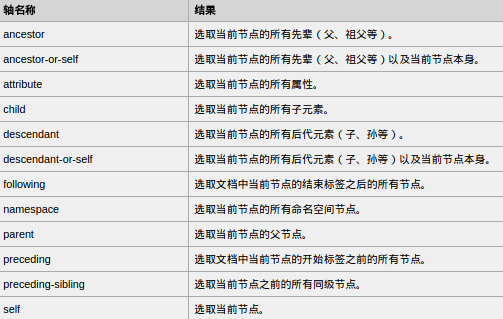 轴名称 结果
ancestor 选取当前节点的所有先辈（父、祖父等）。
ancestor-or-self 选取当前节点的所有先辈（父、祖父等）以及当前节点本身。
attribute 选取当前节点的所有属性。
child 选取当前节点的所有子元素。
descendant 选取当前节点的所有后代元素（子、孙等）。
descendant-or-self 选取当前节点的所有后代元素（子、孙等）以及当前节点本身。
following 选取文档中当前节点的结束标签之后的所有节点。
namespace 选取当前节点的所有命名空间节点。
parent 选取当前节点的父节点。
preceding 选取文档中当前节点的开始标签之前的所有节点。
preceding-sibling 选取当前节点之前的所有同级节点。
self 选取当前节点。